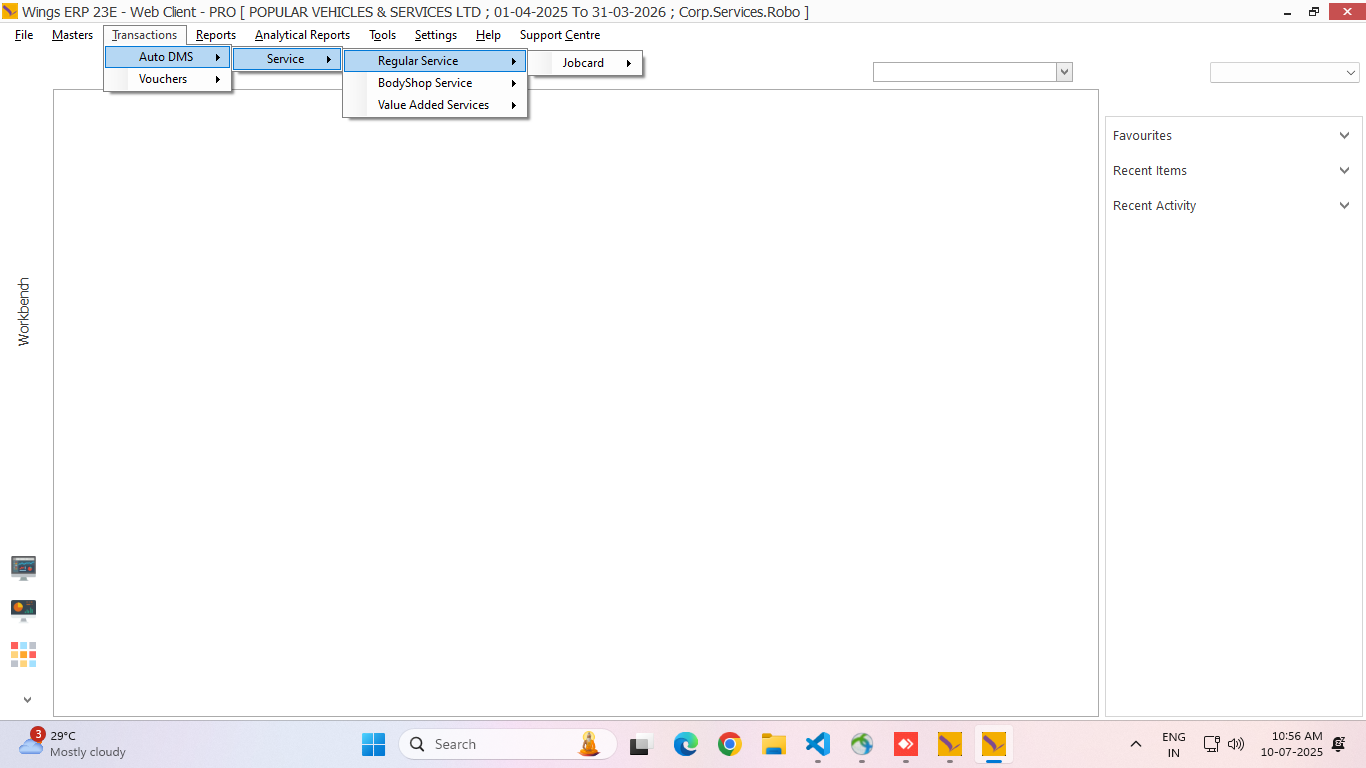 Wings ERP 23E - Web Client - PRO [ POPULAR VEHICLES & SERVICES LTD ; 01-04-2025 To 31-03-2026 ; Corp.Services.Robo ]
File Masters Transactions Reports Analytical Reports Tools Settings Help Support Centre
Auto DMS Service Regular Service Jobcard
Vouchers BodyShop Service
Value Added Services
Favourites
Recent Items
Recent Activity
Workbench
3
29°C
Mostly cloudy
Search
ENG
IN
10:56 AM
10-07-2025